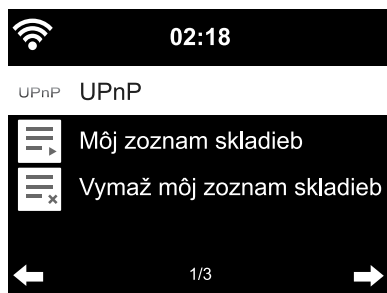 02:18
UPnP UPnP
Môj zoznam skladieb
Vymaž môj zoznam skladieb
1/3